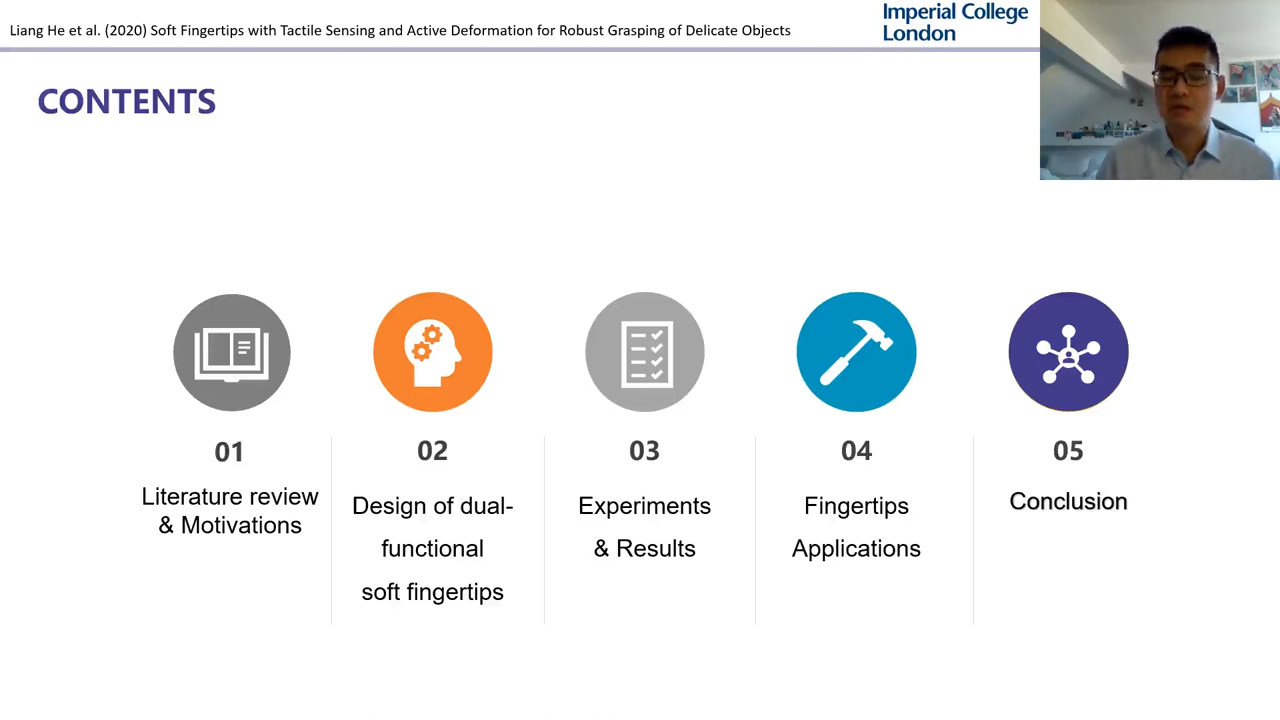 Liang He et al. (2020) Soft Fingertips with Tactile Sensing and Active Deformation for Robust Grasping of Delicate Objects
Imperial College
London
CONTENTS
01
Literature review
& Motivations
02
Design of dual-
functional
soft fingertips
03
Experiments
& Results
04
Fingertips
Applications
05
Conclusion